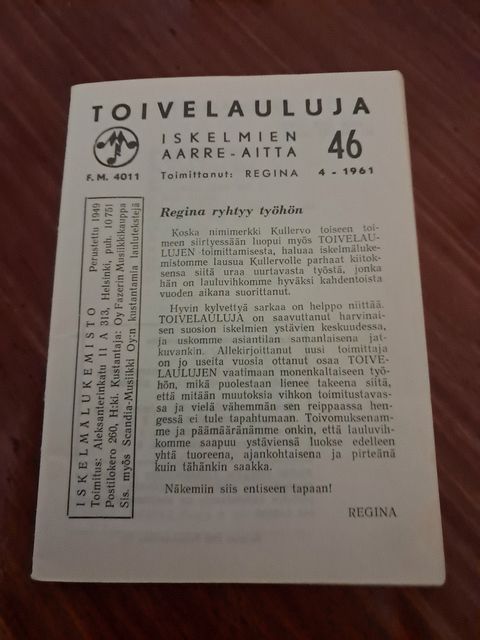 TOIVELAULUJA
ISKELMIEN
AARRE-AITTA
46
F. M. 4011
Toimittanut: REGINA
4 - 1961
ISKELMÄLUKEMISTO
Perustettu 1949
Toimitus: Aleksanterinkatu 11 A 313, Helsinki, puh. 10 751
Postilokero 260, H:ki. Kustantaja: Oy Fazerin Musiikkikauppa
Sis. myös Scandia-Musiikki Oy:n kustantamia laulutekstejä
Regina ryhtyy työhön
Koska nimimerkki Kullervo toiseen toi-
meen siirtyessään luopui myös TOIVELAU-
LUJEN toimittamisesta, haluaa iskelmäluke-
mistomme lausua Kullervolle parhaat kiitok-
sensa siitä uraa uurtavasta työstä, jonka
hän on lauluvihkomme hyväksi kahdentoista
vuoden aikana suorittanut.
Hyvin kylvettyä sarkaa on helppo niittää.
TOIVELAULUJA on saavuttanut harvinai-
sen suosion iskelmien ystävien keskuudessa,
ja uskomme asiantilan samanlaisena jat-
kuvankin. Allekirjoittanut uusi toimittaja
on jo useita vuosia ottanut osaa TOIVE-
LAULUJEN vaatimaan monenkaltaiseen työ-
hön, mikä puolestaan lienee takeena siitä,
että mitään muutoksia vihkon toimitustavas-
sa ja vielä vähemmän sen reippaassa hen-
gessä ei tule tapahtumaan. Toivomuksenam-
me ja päämäärämme onkin, että lauluvih-
komme saapuu ystäviensä luokse edelleen
yhtä tuoreena, ajankohtaisena ja pirteänä
kuin tähänkin saakka.
Näkemiin siis entiseen tapaan!
REGINA